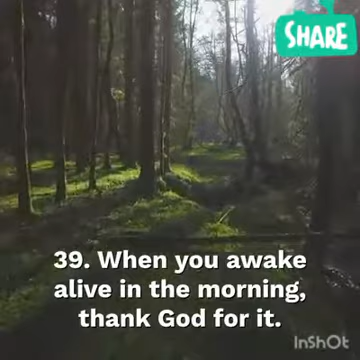 SHARE
39. When you awake
alive in the morning,
thank God for it.
InShOt